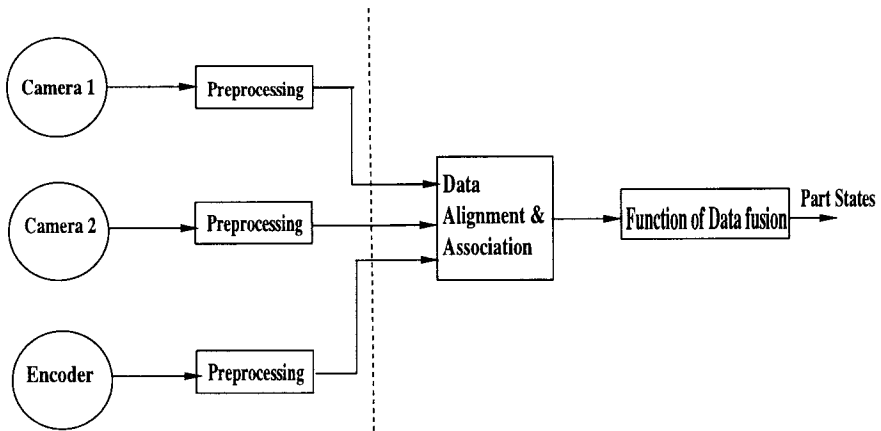 Camera 1
Preprocessing
Camera 2
Preprocessing
Encoder
Preprocessing
Data
Alignment &
Association
Function of Data fusion
Part States